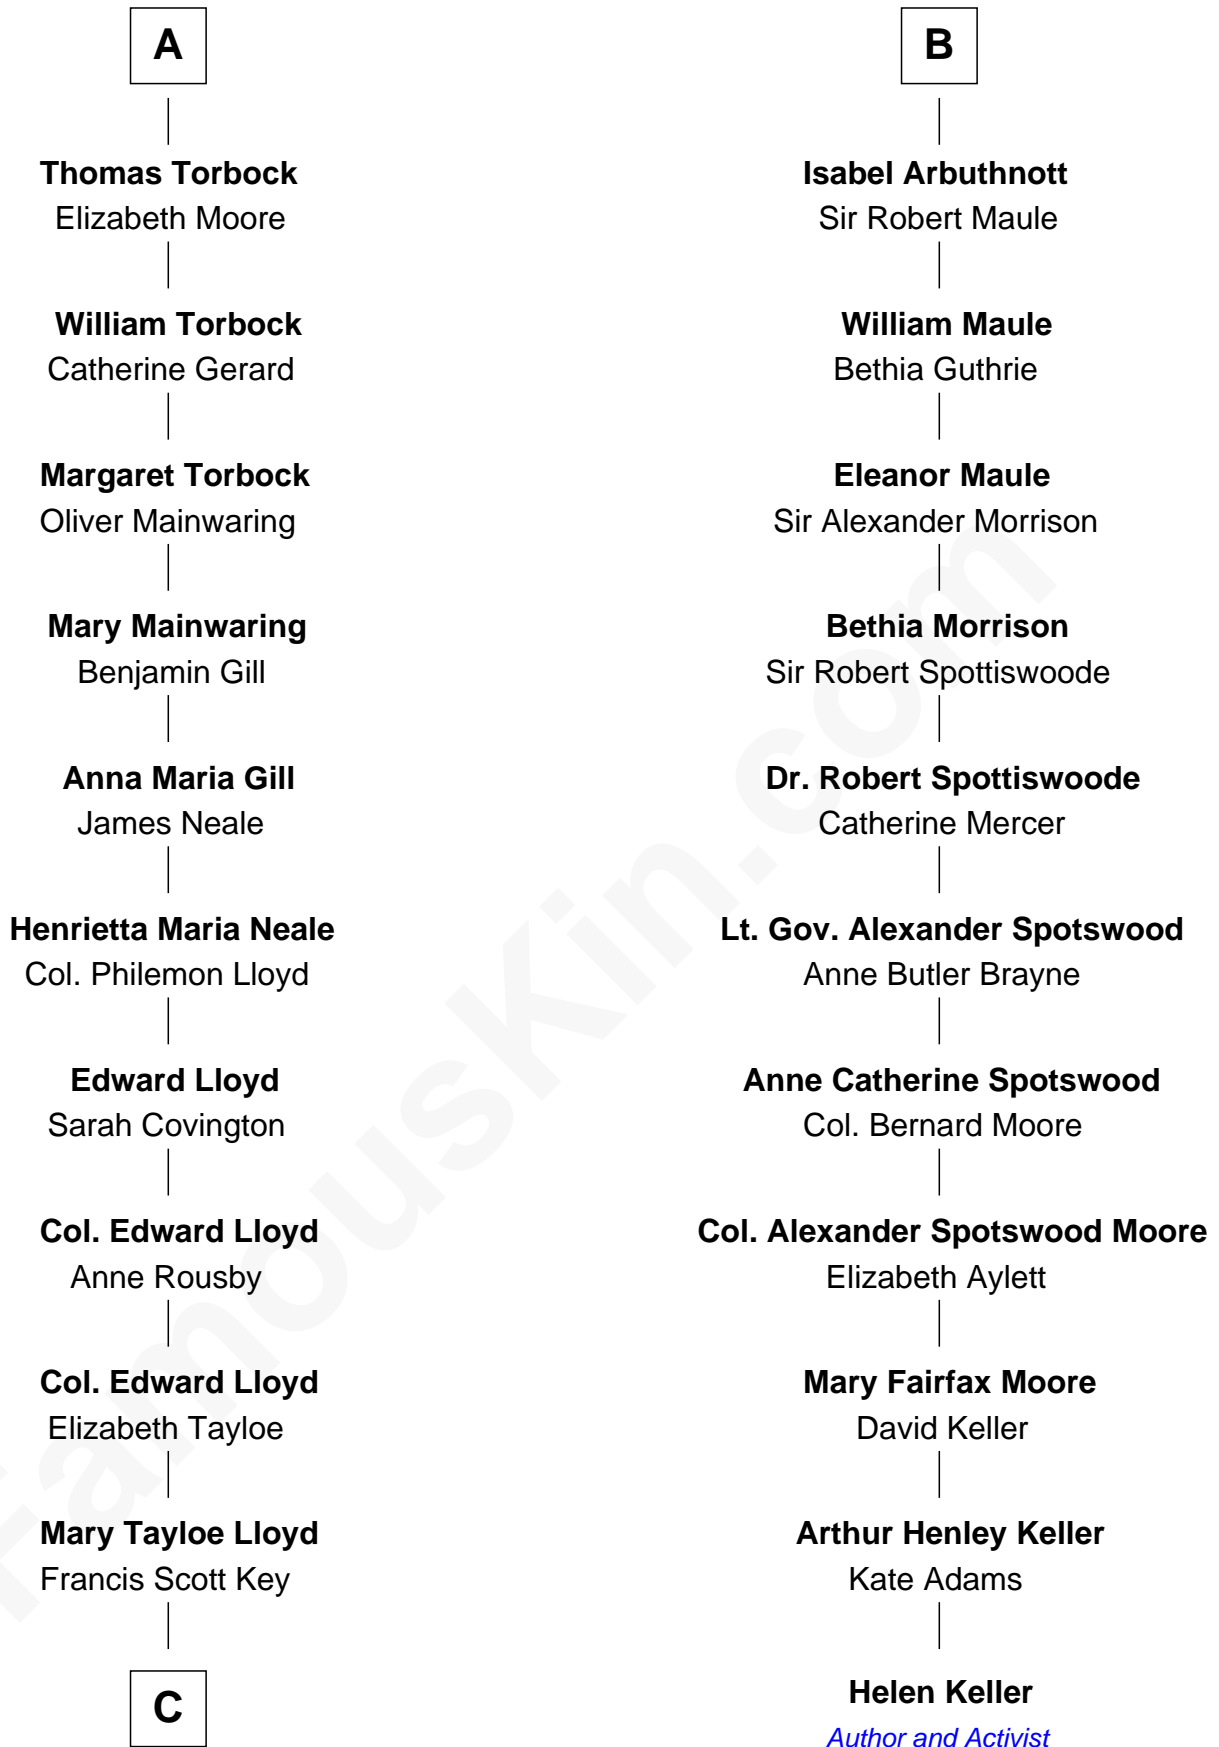 A
Thomas Torbock
Elizabeth Moore
William Torbock
Catherine Gerard
Margaret Torbock
Oliver Mainwaring
Mary Mainwaring
Benjamin Gill
Anna Maria Gill
James Neale
Henrietta Maria Neale
Col. Philemon Lloyd
Edward Lloyd
Sarah Covington
Col. Edward Lloyd
Anne Rousby
Col. Edward Lloyd
Elizabeth Tayloe
Mary Tayloe Lloyd
Francis Scott Key
C
B
Isabel Arbuthnott
Sir Robert Maule
William Maule
Bethia Guthrie
Eleanor Maule
Sir Alexander Morrison
Bethia Morrison
Sir Robert Spottiswoode
Dr. Robert Spottiswoode
Catherine Mercer
Lt. Gov. Alexander Spotswood
Anne Butler Brayne
Anne Catherine Spotswood
Col. Bernard Moore
Col. Alexander Spotswood Moore
Elizabeth Aylett
Mary Fairfax Moore
David Keller
Arthur Henley Keller
Kate Adams
Helen Keller
Author and Activist
FamousKin.com